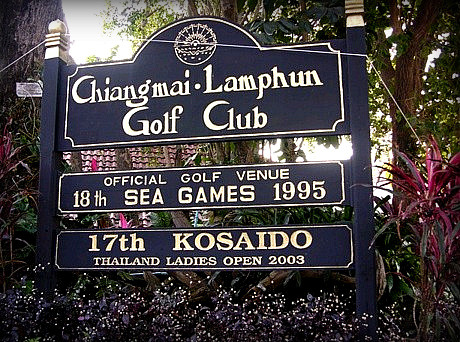 Chiangmai · Lamphun
Golf Club
OFFICIAL GOLF VENUE
18th SEA GAMES 1995
17th KOSAIDO
THAILAND LADIES OPEN 2003